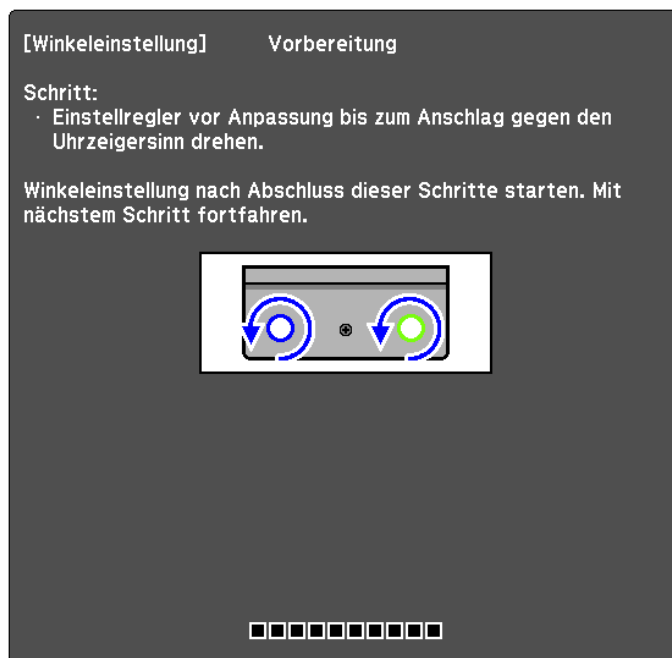 [Winkeleinstellung] Vorbereitung
Schritt:
· Einstellregler vor Anpassung bis zum Anschlag gegen den
Uhrzeigersinn drehen.
Winkeleinstellung nach Abschluss dieser Schritte starten. Mit
nächstem Schritt fortfahren.